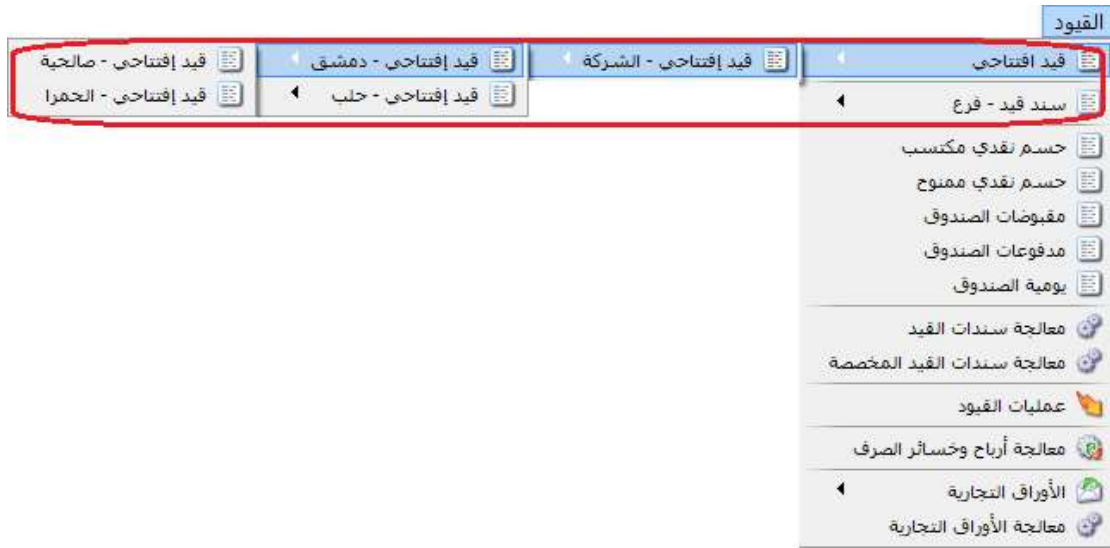 القيود
قيد افتتاحي
قيد إفتتاحي - الشركة
قيد إفتتاحي - دمشق
قيد إفتتاحي - صالحية
سند قيد - فرع
قيد إفتتاحي - حلب
قيد إفتتاحي - الحمرا
حسم نقدي مكتسب
حسم نقدي ممنوح
مقبوضات الصندوق
مدفوعات الصندوق
يومية الصندوق
معالجة سندات القيد
معالجة سندات القيد المخصصة
عمليات القيود
معالجة أرباح وخسائر الصرف
الأوراق التجارية
معالجة الأوراق التجارية